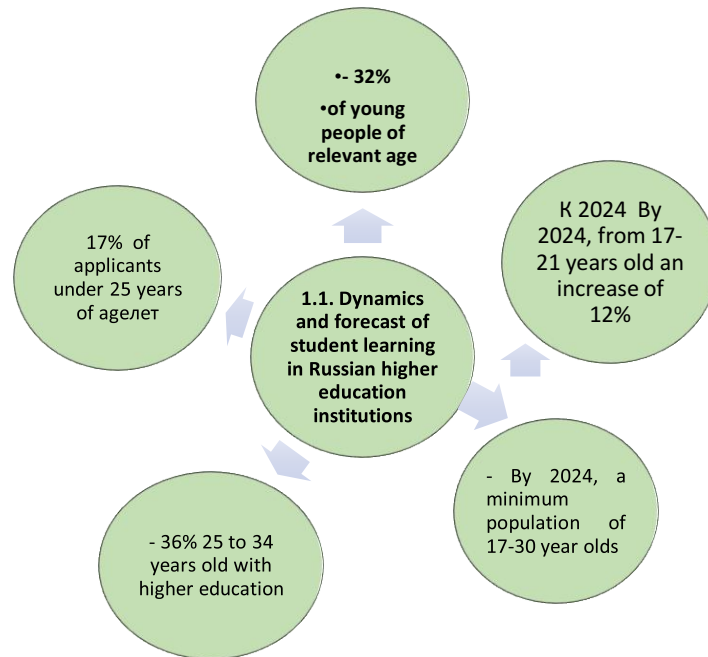 •- 32%
•of young
people of
relevant age
17% of
applicants
under 25 years
of ageлет
К 2024 By
2024, from 17-
21 years old an
increase of
12%
1.1. Dynamics
and forecast of
student learning
in Russian higher
education
institutions
- By 2024, a
minimum
population of
17-30 year olds
- 36% 25 to 34
years old with
higher education